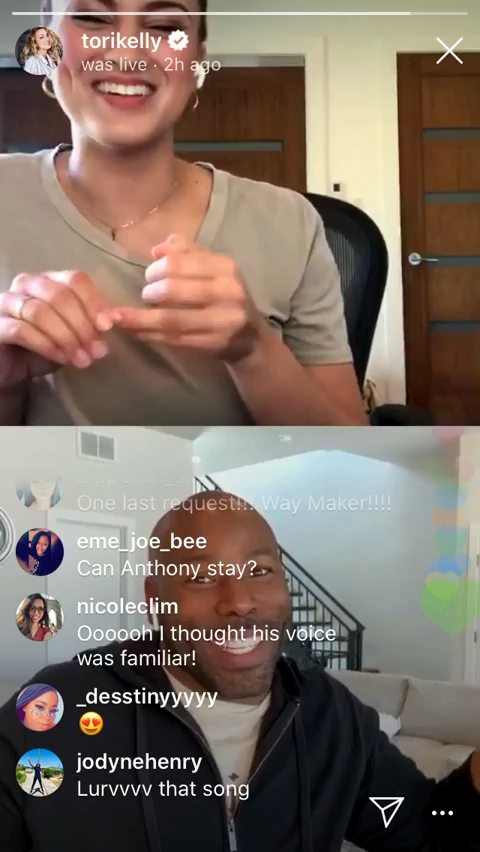 torikelly
was live · 2h ago
One last request!!! Way Maker!!!!
eme_joe_bee
Can Anthony stay?
nicoleclim
Oooooh I thought his voice
was familiar!
_desstinyyyyy
😍
jodynehenry
Lurvvvv that song